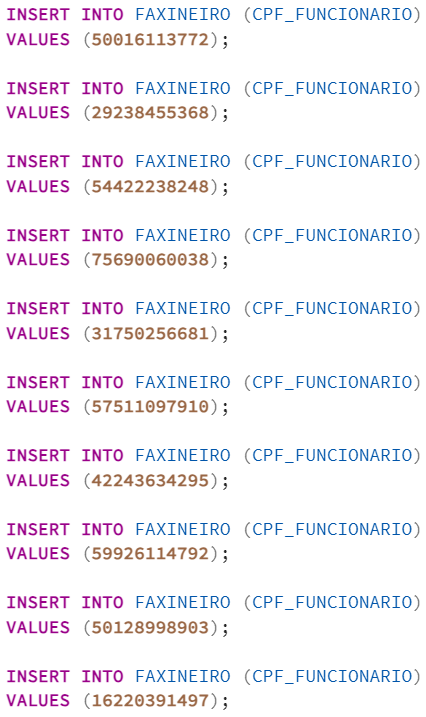 INSERT INTO FAXINEIRO (CPF_FUNCIONARIO)
VALUES (50016113772);
INSERT INTO FAXINEIRO (CPF_FUNCIONARIO)
VALUES (29238455368);
INSERT INTO FAXINEIRO (CPF_FUNCIONARIO)
VALUES (54422238248);
INSERT INTO FAXINEIRO (CPF_FUNCIONARIO)
VALUES (75690060038);
INSERT INTO FAXINEIRO (CPF_FUNCIONARIO)
VALUES (31750256681);
INSERT INTO FAXINEIRO (CPF_FUNCIONARIO)
VALUES (57511097910);
INSERT INTO FAXINEIRO (CPF_FUNCIONARIO)
VALUES (42243634295);
INSERT INTO FAXINEIRO (CPF_FUNCIONARIO)
VALUES (59926114792);
INSERT INTO FAXINEIRO (CPF_FUNCIONARIO)
VALUES (50128998903);
INSERT INTO FAXINEIRO (CPF_FUNCIONARIO)
VALUES (16220391497);